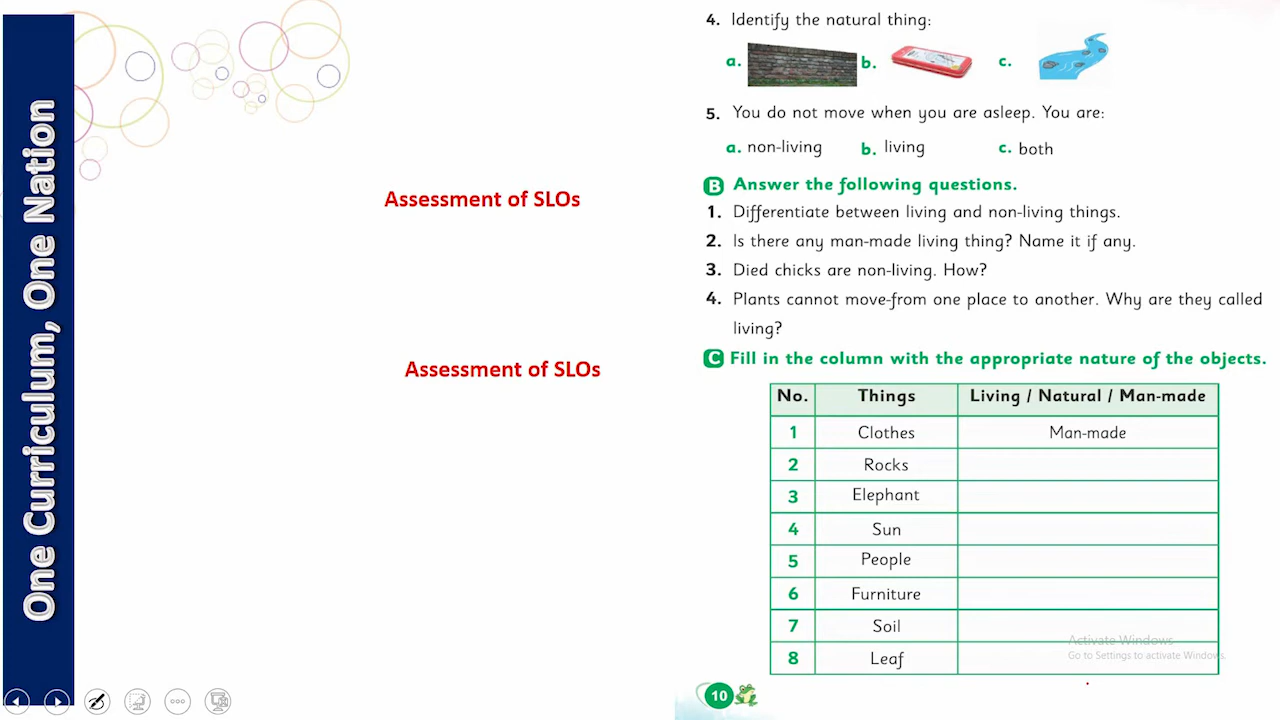 One Curriculum, One Nation
Assessment of SLOs
Assessment of SLOs
4. Identify the natural thing:
a. b. c.
5. You do not move when you are asleep. You are:
a. non-living b. living c. both
B Answer the following questions.
1. Differentiate between living and non-living things.
2. Is there any man-made living thing? Name it if any.
3. Died chicks are non-living. How?
4. Plants cannot move-from one place to another. Why are they called
living?
C Fill in the column with the appropriate nature of the objects.
No. Things Living / Natural / Man-made
1 Clothes Man-made
2 Rocks
3 Elephant
4 Sun
5 People
6 Furniture
7 Soil
8 Leaf
Activate Windows
Go to Settings to activate Windows.
10